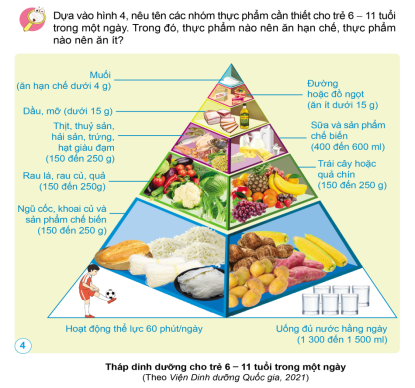 Dựa vào hình 4, nêu tên các nhóm thực phẩm cần thiết cho trẻ 6 – 11 tuổi
trong một ngày. Trong đó, thực phẩm nào nên ăn hạn chế, thực phẩm
nào nên ăn ít?
Muối
(ăn hạn chế dưới 4 g)
Đường
hoặc đồ ngọt
(ăn ít dưới 15 g)
Dầu, mỡ (dưới 15 g)
Thịt, thuỷ sản,
hải sản, trứng,
hạt giàu đạm
(150 đến 250 g)
Sữa và sản phẩm
chế biến
(400 đến 600 ml)
Rau lá, rau củ, quả
(150 đến 250g)
Trái cây hoặc
quả chín
(150 đến 250 g)
Ngũ cốc, khoai củ và
sản phẩm chế biến
(150 đến 250 g)
Hoạt động thể lực 60 phút/ngày
Uống đủ nước hằng ngày
(1 300 đến 1 500 ml)
4
Tháp dinh dưỡng cho trẻ 6 – 11 tuổi trong một ngày
(Theo Viện Dinh dưỡng Quốc gia, 2021)